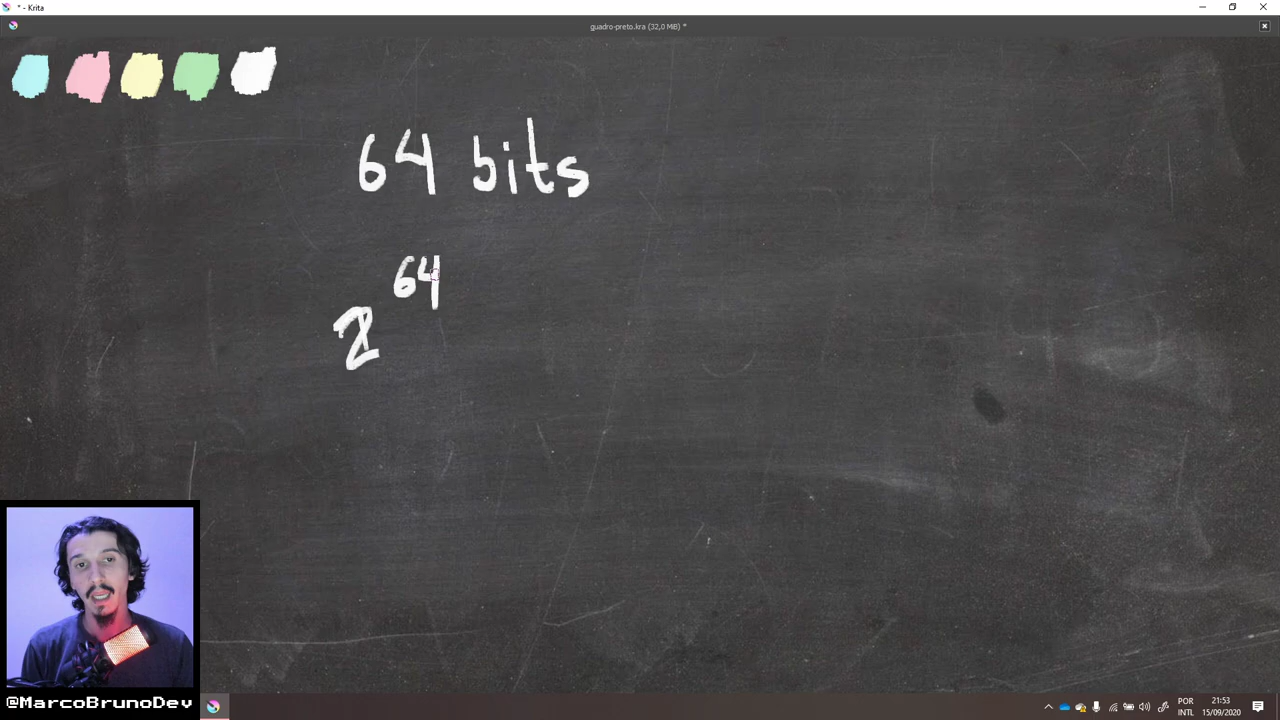 * - Krita
quadro-preto.kra (32,0 MiB) *
64 bits
2
64
@MarcoBrunoDev
POR
INTL
21:53
15/09/2020